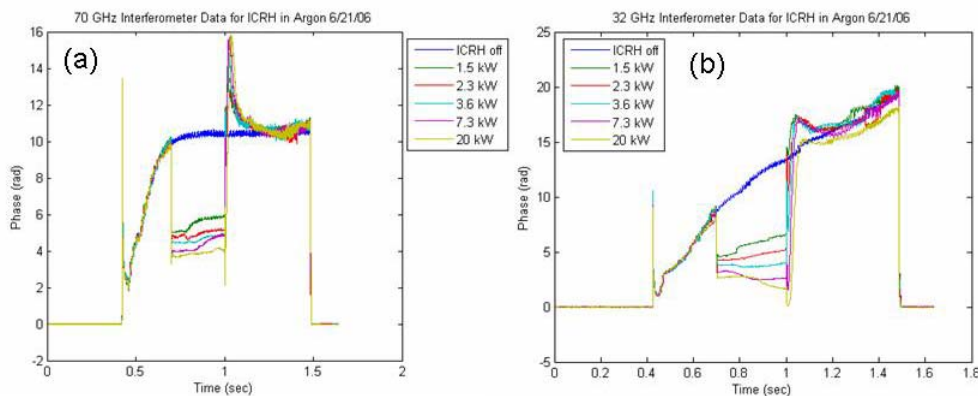 70 GHz Interferometer Data for ICRH in Argon 6/21/06
(a)
16
14
12
10
8
6
4
2
0
-2
Phase (rad)
0
0.5
1
1.5
2
Time (sec)
ICRH off
1.5 kW
2.3 kW
3.6 kW
7.3 kW
20 kW
32 GHz Interferometer Data for ICRH in Argon 6/21/06
(b)
25
20
15
10
5
0
-5
Phase (rad)
0
0.2
0.4
0.6
0.8
1
1.2
1.4
1.6
1.8
Time (sec)
ICRH off
1.5 kW
2.3 kW
3.6 kW
7.3 kW
20 kW